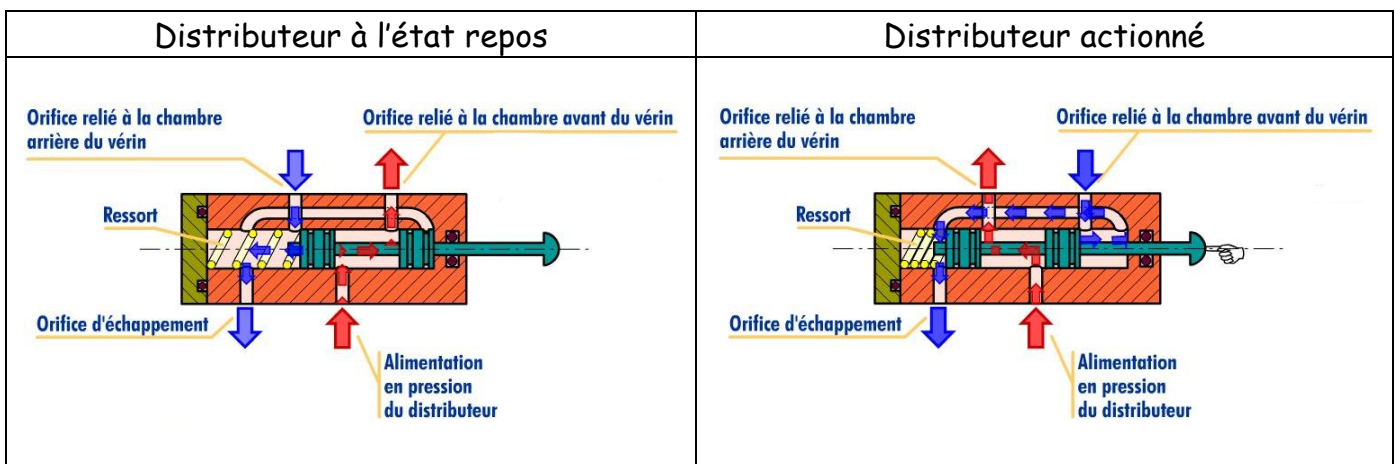 Distributeur à l'état repos
Distributeur actionné
Orifice relié à la chambre
arrière du vérin
Orifice relié à la chambre avant du vérin
Ressort
Orifice d'échappement
Alimentation
en pression
du distributeur
Orifice relié à la chambre
arrière du vérin
Orifice relié à la chambre avant du vérin
Ressort
Orifice d'échappement
Alimentation
en pression
du distributeur